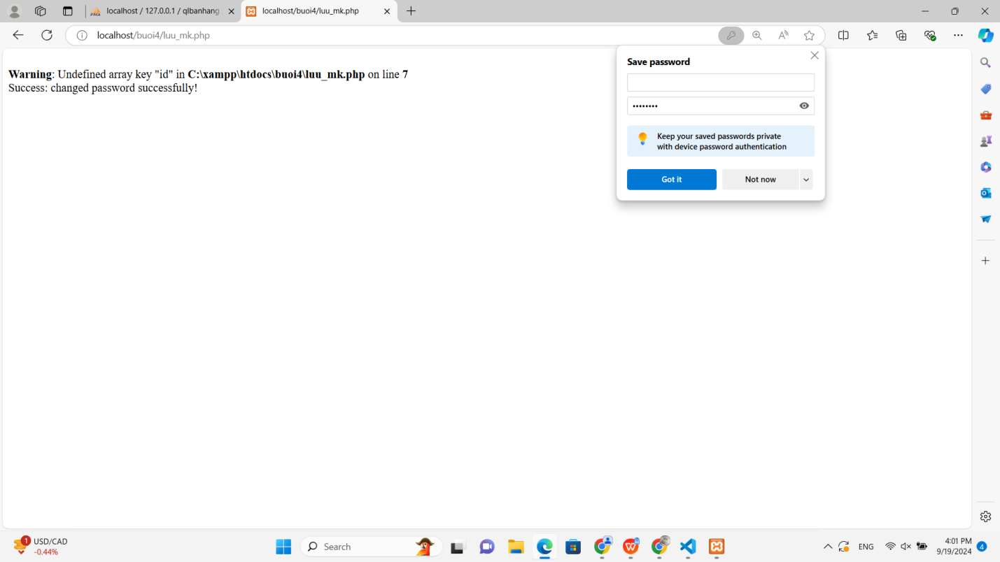 localhost / 127.0.0.1 / qlbanhang
localhost/buoi4/luu_mk.php
localhost/buoi4/luu_mk.php
Save password
••••••••
Keep your saved passwords private
with device password authentication
Got it
Not now
Warning: Undefined array key "id" in C:\xampp\htdocs\buoi4\luu_mk.php on line 7
Success: changed password successfully!
1
USD/CAD
-0.44%
Search
ENG
4:01 PM
9/19/2024
4